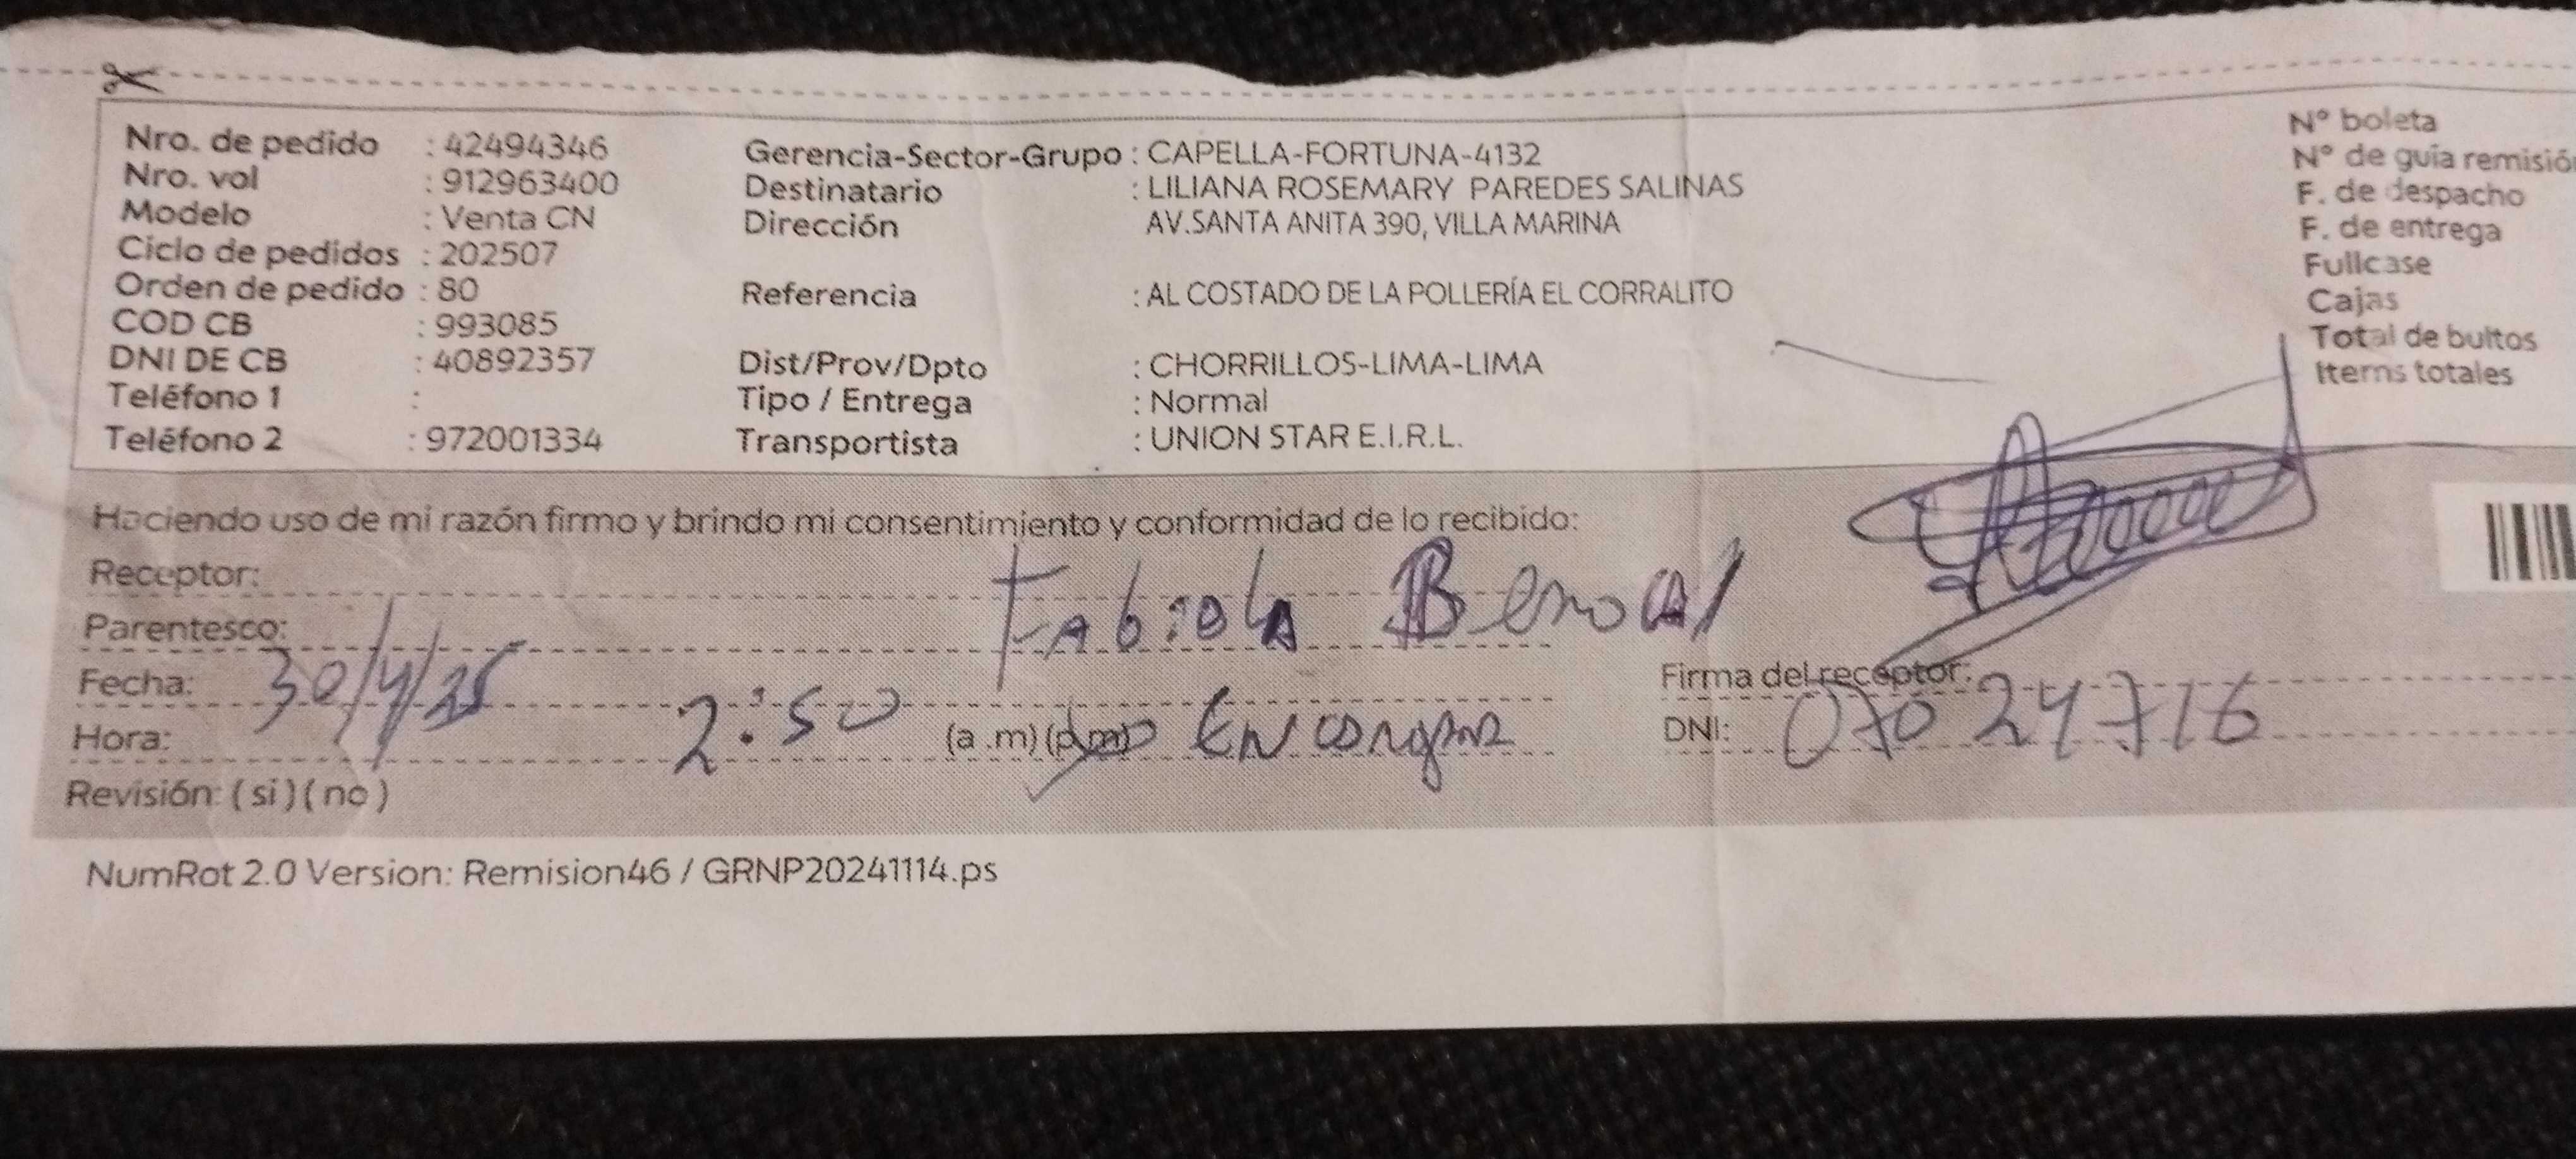 Nro. de pedido : 42494346
Nro. vol : 912963400
Modelo : Venta CN
Ciclo de pedidos : 202507
Orden de pedido : 80
COD CB : 993085
DNI DE CB : 40892357
Teléfono 1 :
Teléfono 2 : 972001334
Gerencia-Sector-Grupo : CAPELLA-FORTUNA-4132
Destinatario : LILIANA ROSEMARY PAREDES SALINAS
Dirección AV.SANTA ANITA 390, VILLA MARINA
Referencia : AL COSTADO DE LA POLLERÍA EL CORRALITO
Dist/Prov/Dpto : CHORRILLOS-LIMA-LIMA
Tipo / Entrega : Normal
Transportista : UNION STAR E.I.R.L.
N° boleta
N° de guía remisión
F. de despacho
F. de entrega
Fullcase
Cajas
Total de bultos
Items totales
Haciendo uso de mi razón firmo y brindo mi consentimiento y conformidad de lo recibido:
Receptor: Fabiola
Parentesco:
Fecha: 30/4/25
Hora: 2:50 (a .m) (p.m)
Revisión: ( si ) ( no )
Firma del receptor:
DNI: 07024716
NumRot 2.0 Version: Remision46 / GRNP20241114.ps